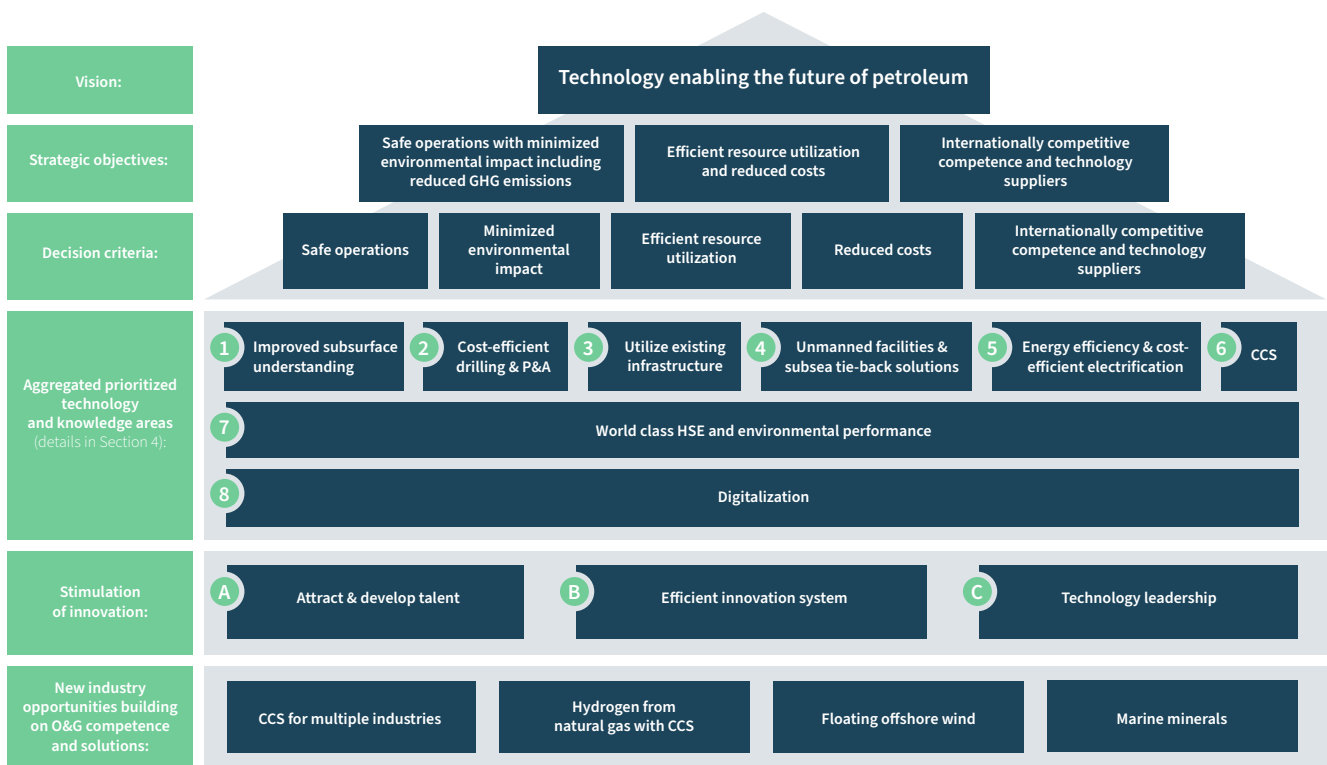 Vision:
Technology enabling the future of petroleum
Strategic objectives:
Safe operations with minimized
environmental impact including
reduced GHG emissions
Efficient resource utilization
and reduced costs
Internationally competitive
competence and technology
suppliers
Decision criteria:
Safe operations
Minimized
environmental
impact
Efficient resource
utilization
Reduced costs
Internationally competitive
competence and technology
suppliers
Aggregated prioritized
technology
and knowledge areas
(details in Section 4):
1
Improved subsurface
understanding
2
Cost-efficient
drilling & P&A
3
Utilize existing
infrastructure
4
Unmanned facilities &
subsea tie-back solutions
5
Energy efficiency & cost-
efficient electrification
6
CCS
7
World class HSE and environmental performance
8
Digitalization
Stimulation
of innovation:
A
Attract & develop talent
B
Efficient innovation system
C
Technology leadership
New industry
opportunities building
on O&G competence
and solutions:
CCS for multiple industries
Hydrogen from
natural gas with CCS
Floating offshore wind
Marine minerals